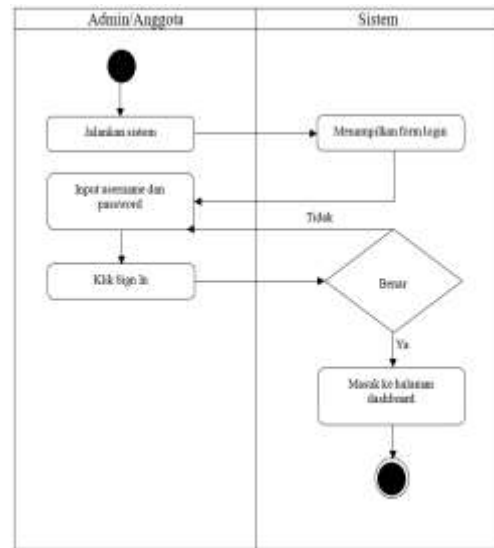 Admin/Anggota
Sistem
Jalankan sistem
Menampilkan form login
Input username dan
password
Tidak
Klik Sign In
Benar
Ya
Masuk ke halaman
dashboard